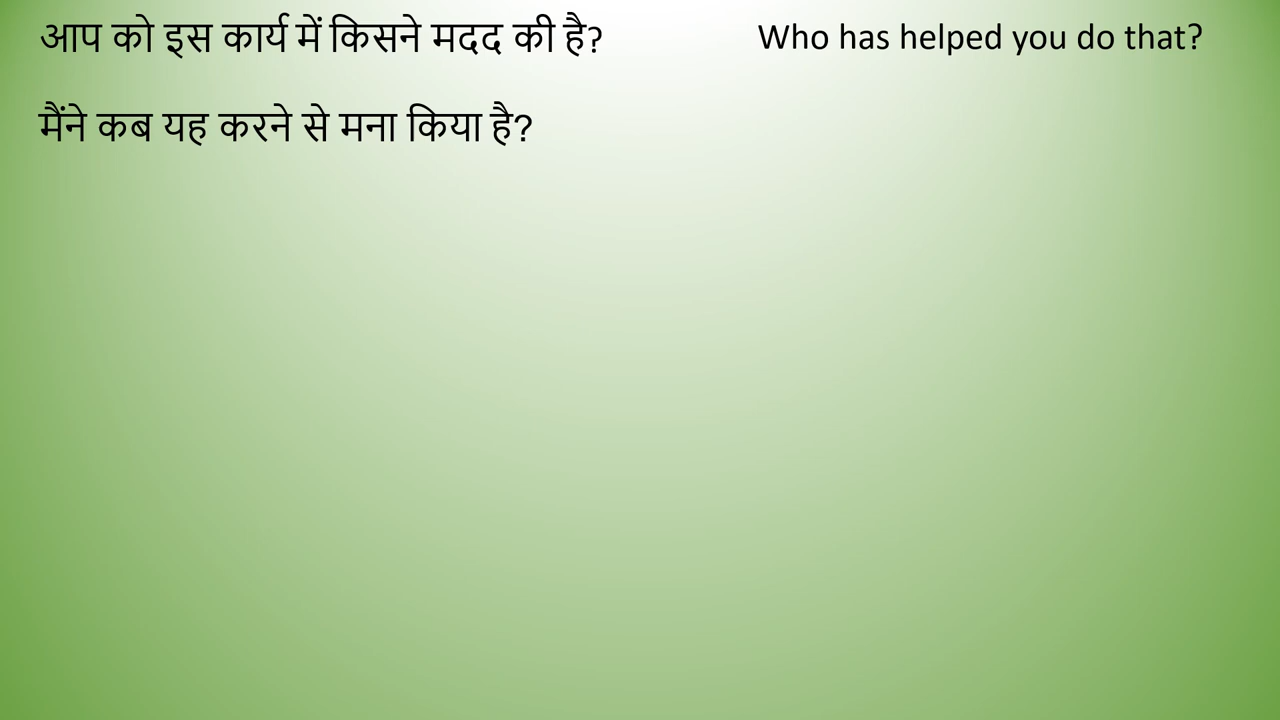 आप को इस कार्य में किसने मदद की है? Who has helped you do that?
मैंने कब यह करने से मना किया है?